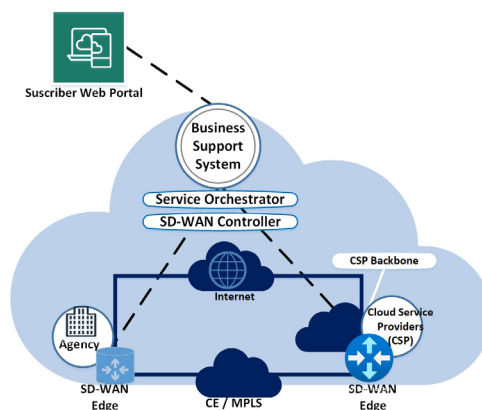 Suscriber Web Portal
Business
Support
System
Service Orchestrator
SD-WAN Controller
CSP Backbone
Internet
Cloud Service
Providers
(CSP)
Agency
SD-WAN
Edge
CE / MPLS
SD-WAN
Edge